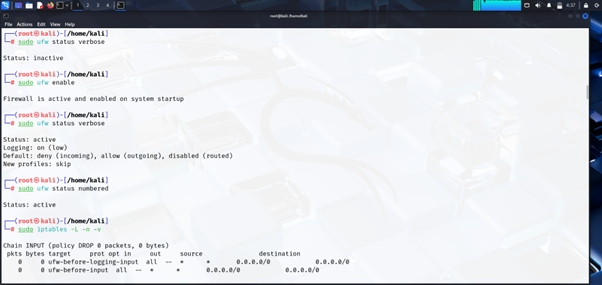 1 2 3 4
4:37
root@kali: /home/kali
File Actions Edit View Help
┌──(root㉿kali)-[/home/kali]
└─# sudo ufw status verbose
Status: inactive
┌──(root㉿kali)-[/home/kali]
└─# sudo ufw enable
Firewall is active and enabled on system startup
┌──(root㉿kali)-[/home/kali]
└─# sudo ufw status verbose
Status: active
Logging: on (low)
Default: deny (incoming), allow (outgoing), disabled (routed)
New profiles: skip
┌──(root㉿kali)-[/home/kali]
└─# sudo ufw status numbered
Status: active
┌──(root㉿kali)-[/home/kali]
└─# sudo iptables -L -n -v
Chain INPUT (policy DROP 0 packets, 0 bytes)
pkts bytes target prot opt in out source destination
0 0 ufw-before-logging-input all -- * * 0.0.0.0/0 0.0.0.0/0
0 0 ufw-before-input all -- * * 0.0.0.0/0 0.0.0.0/0